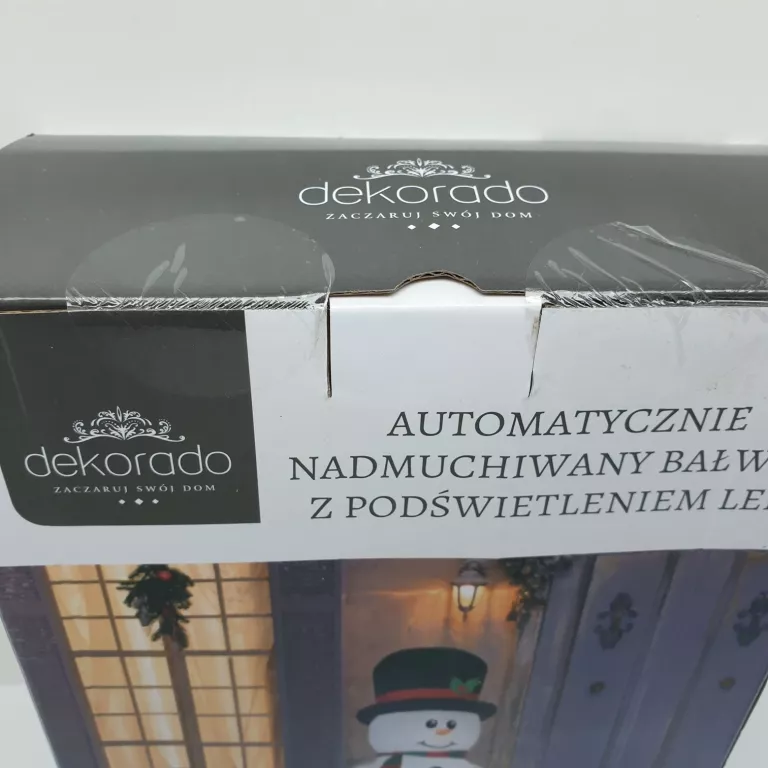 dekorado
ZACZARUJ SWÓJ DOM
dekorado
ZACZARUJ SWÓJ DOM
AUTOMATYCZNIE
NADMUCHIWANY
Z PODŚWIETLENIEM